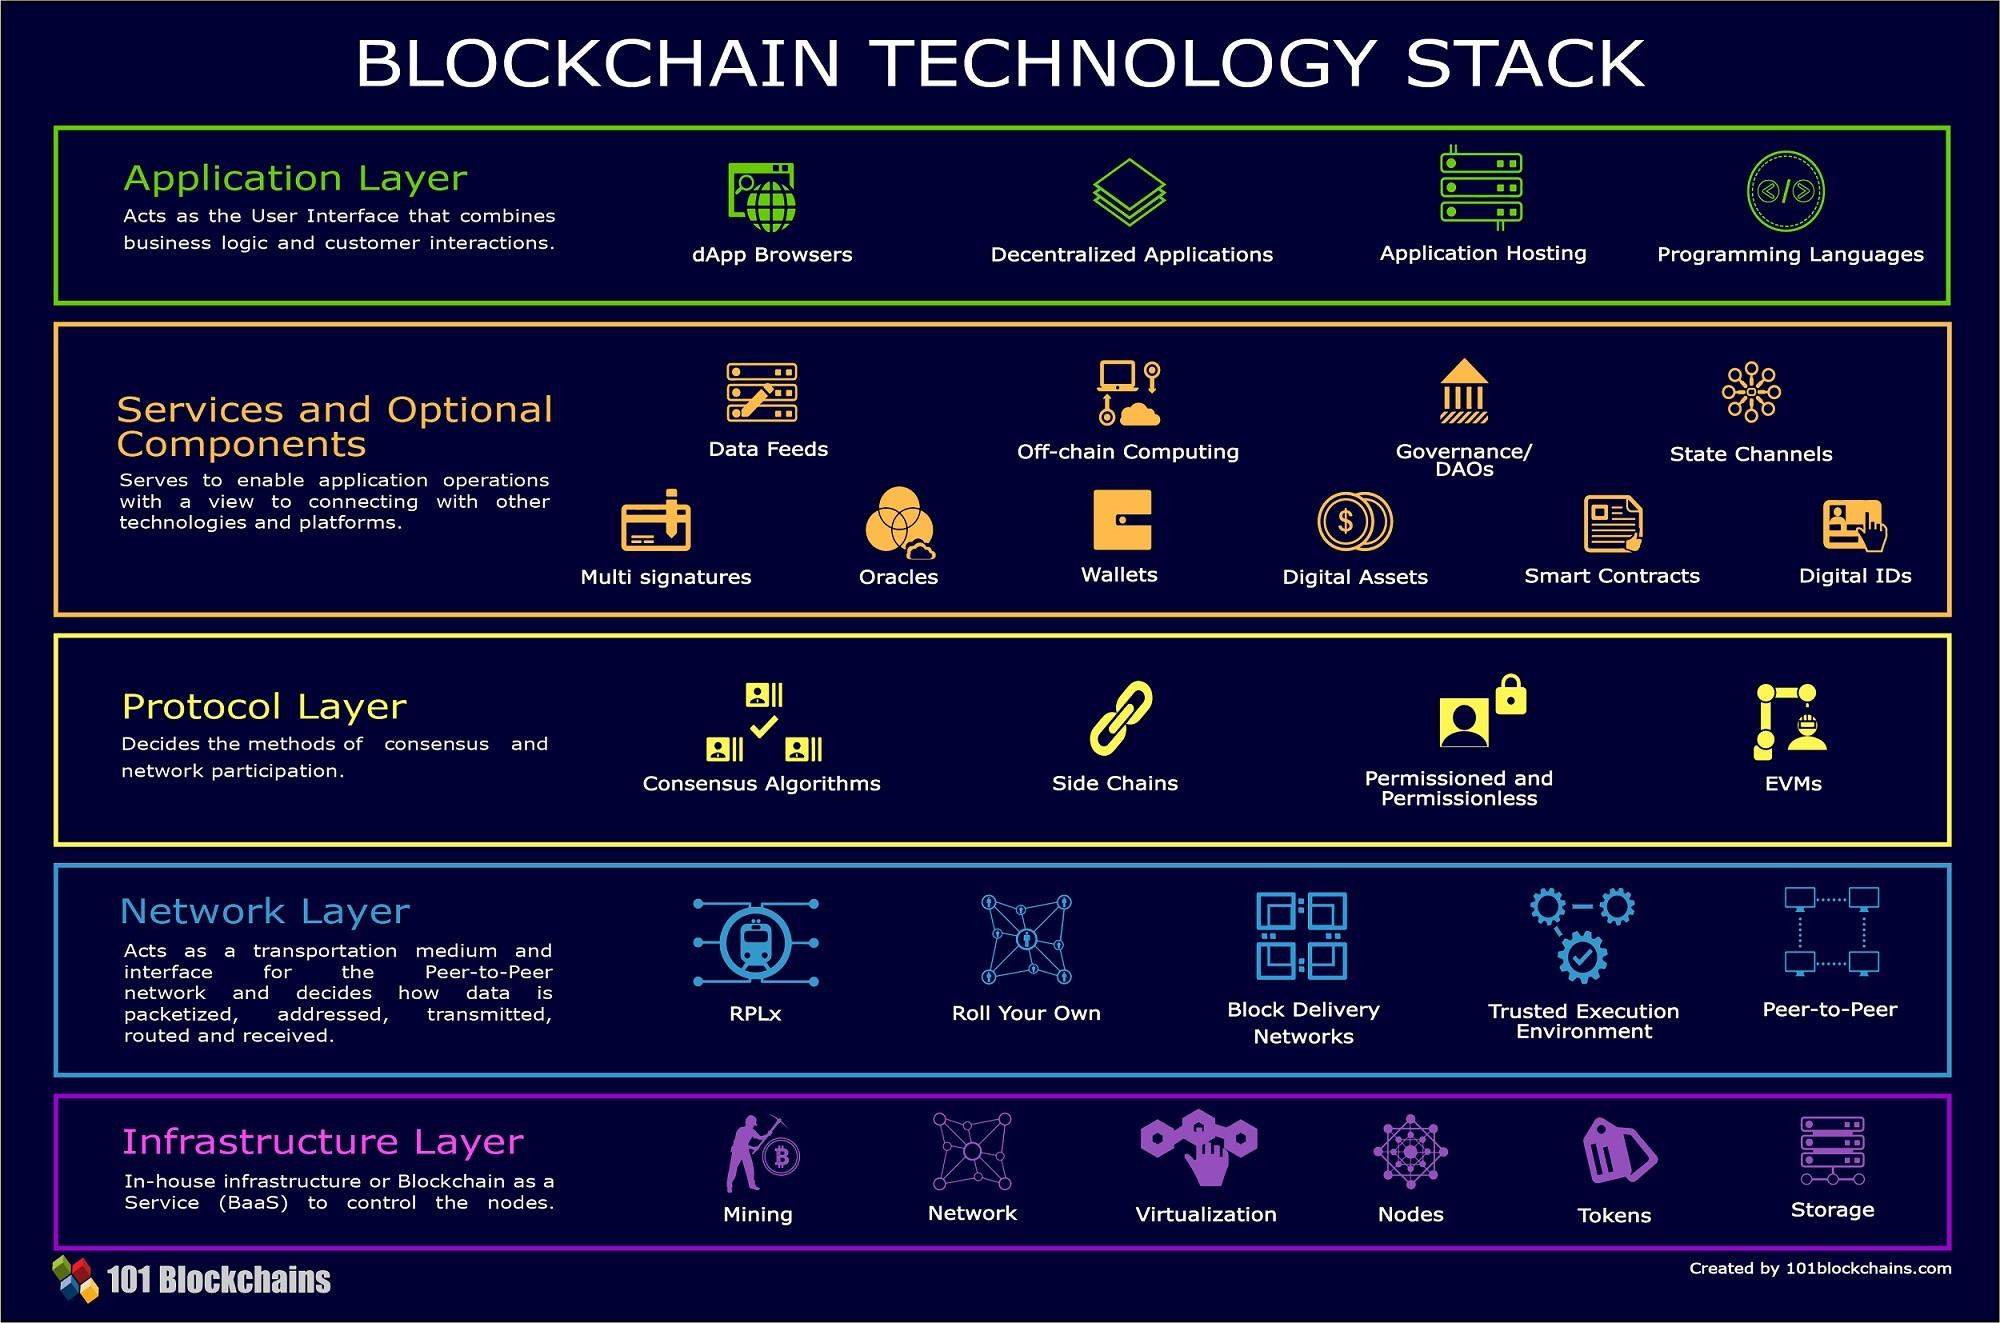 BLOCKCHAIN TECHNOLOGY STACK
Application Layer
Acts as the User Interface that combines
business logic and customer interactions.
dApp Browsers
Decentralized Applications
Application Hosting
Programming Languages
Services and Optional
Components
Serves to enable application operations
with a view to connecting with other
technologies and platforms.
Data Feeds
Off-chain Computing
Governance/
DAOs
State Channels
Multi signatures
Oracles
Wallets
Digital Assets
Smart Contracts
Digital IDs
Protocol Layer
Decides the methods of consensus and
network participation.
Consensus Algorithms
Side Chains
Permissioned and
Permissionless
EVMs
Network Layer
Acts as a transportation medium and
interface for the Peer-to-Peer
network and decides how data is
packetized, addressed, transmitted,
routed and received.
RPLx
Roll Your Own
Block Delivery
Networks
Trusted Execution
Environment
Peer-to-Peer
Infrastructure Layer
In-house infrastructure or Blockchain as a
Service (BaaS) to control the nodes.
Mining
Network
Virtualization
Nodes
Tokens
Storage
101 Blockchains
Created by 101blockchains.com